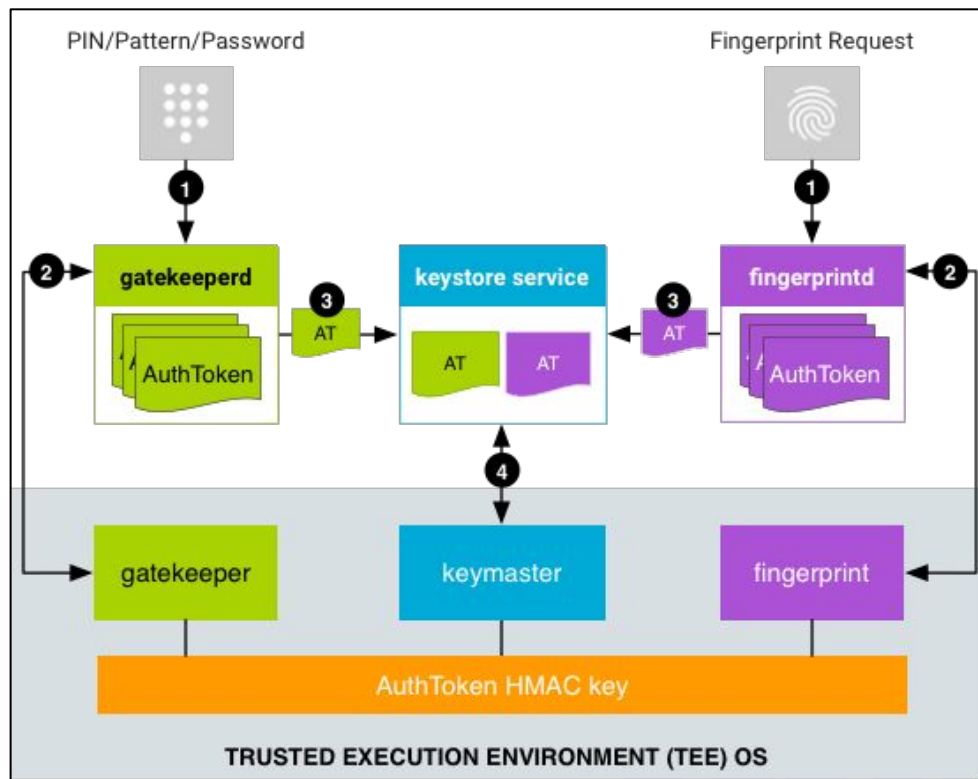 PIN/Pattern/Password
Fingerprint Request
1
1
2
gatekeeperd
keystore service
fingerprintd
2
3
AT
3
AT
A
A
AuthToken
AT
AT
A
A
AuthToken
4
gatekeeper
keymaster
fingerprint
AuthToken HMAC key
TRUSTED EXECUTION ENVIRONMENT (TEE) OS